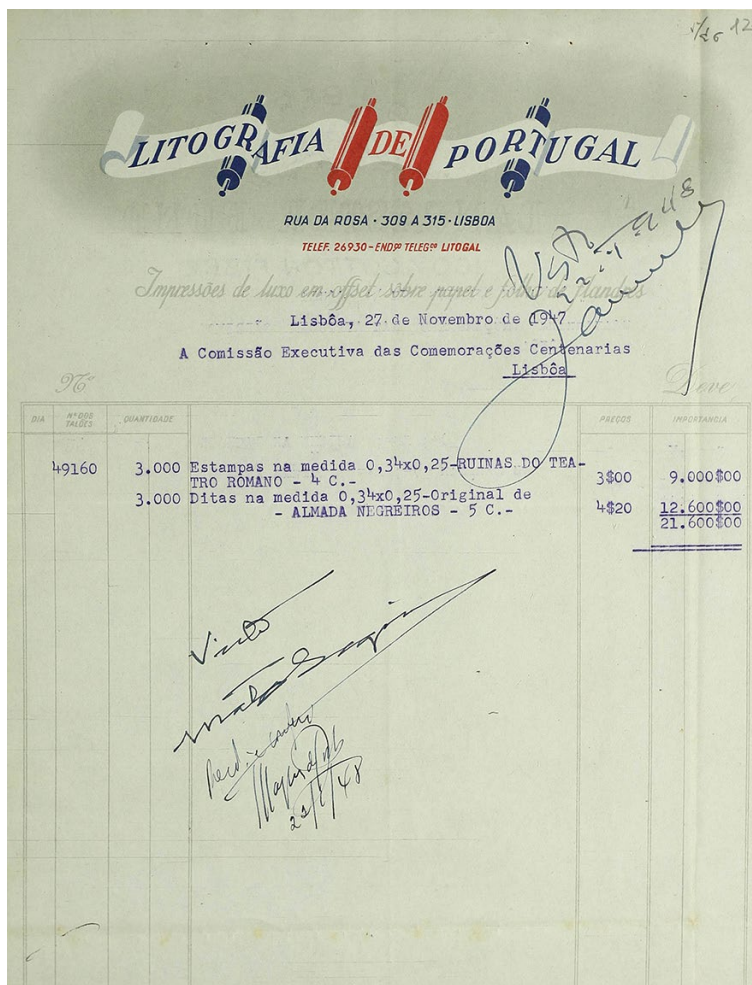 LITOGRAFIA DE PORTUGAL
RUA DA ROSA · 309 A 315 · LISBOA
TELEF. 26930 - ENDº TELEGº LITOGAL
Impressões de luxo em offset sobre papel e folha de Flandres
Lisbôa, 27 de Novembro de 1947
A Comissão Executiva das Comemorações Centenarias
Lisbôa
Nº
Deve
DIA Nº DOS TALÕES QUANTIDADE PREÇOS IMPORTANCIA
49160 3.000 Estampas na medida 0,34x0,25-RUINAS DO TEA-
TRO ROMANO - 4 C.- 3$00 9.000$00
3.000 Ditas na medida 0,34x0,25-Original de
- ALMADA NEGREIROS - 5 C.- 4$20 12.600$00
21.600$00
Visto